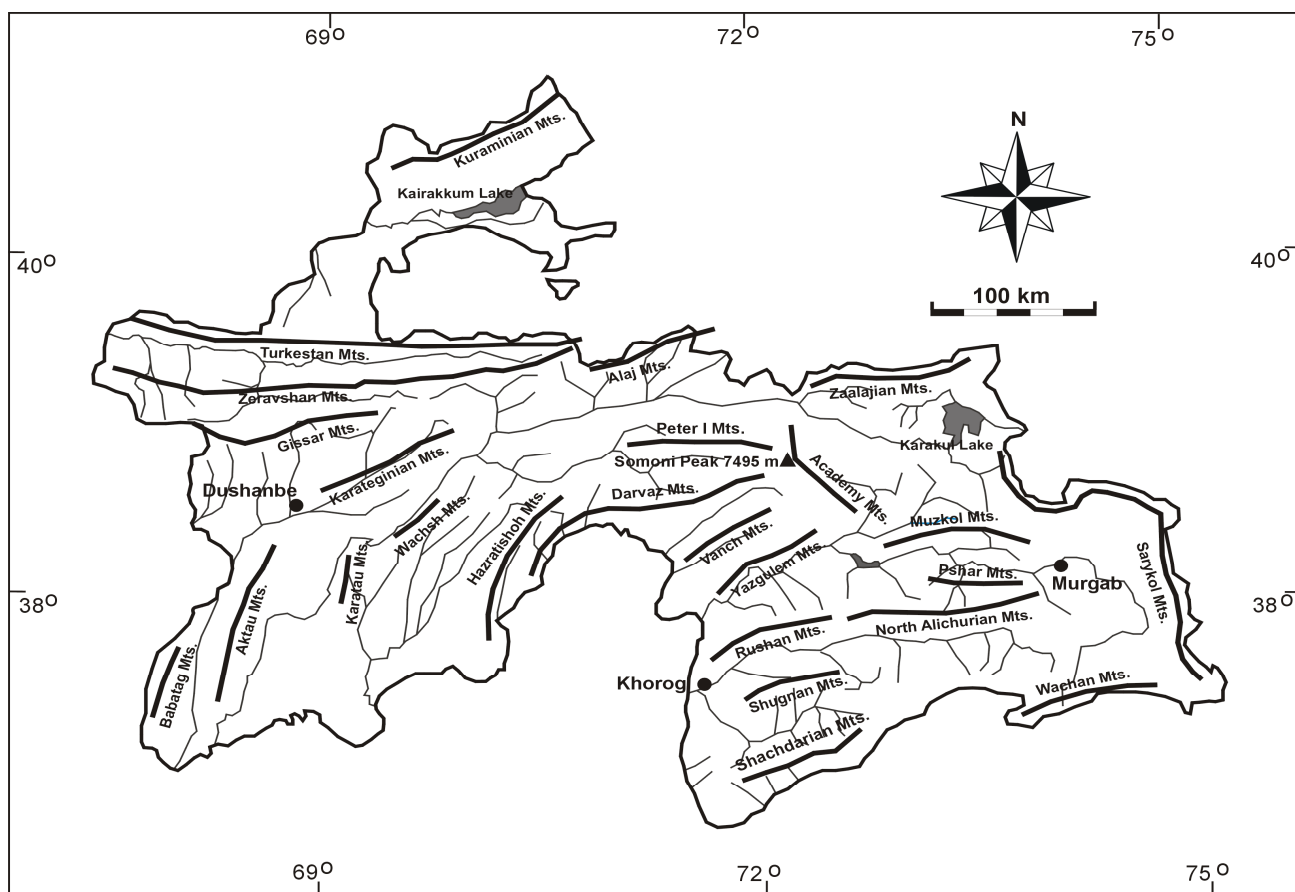 69°
72°
75°
N
Kuraminian Mts.
Kairakkum Lake
40°
40°
100 km
Turkestan Mts.
Alaj Mts.
Zaalajian Mts.
Zeravshan Mts.
Gissar Mts.
Peter I Mts.
Karakul Lake
Karateginian Mts.
Somoni Peak 7495 m
Academy Mts.
Dushanbe
Darvaz Mts.
Wachsh Mts.
Hazratishoh Mts.
Muzkol Mts.
Vanch Mts.
Yazgulem Mts.
Pshar Mts.
Murgab
Sarykol Mts.
38°
38°
Karatau Mts.
Aktau Mts.
Babatag Mts.
North Alichurian Mts.
Rushan Mts.
Khorog
Shugnan Mts.
Wachan Mts.
Shachdarian Mts.
69°
72°
75°